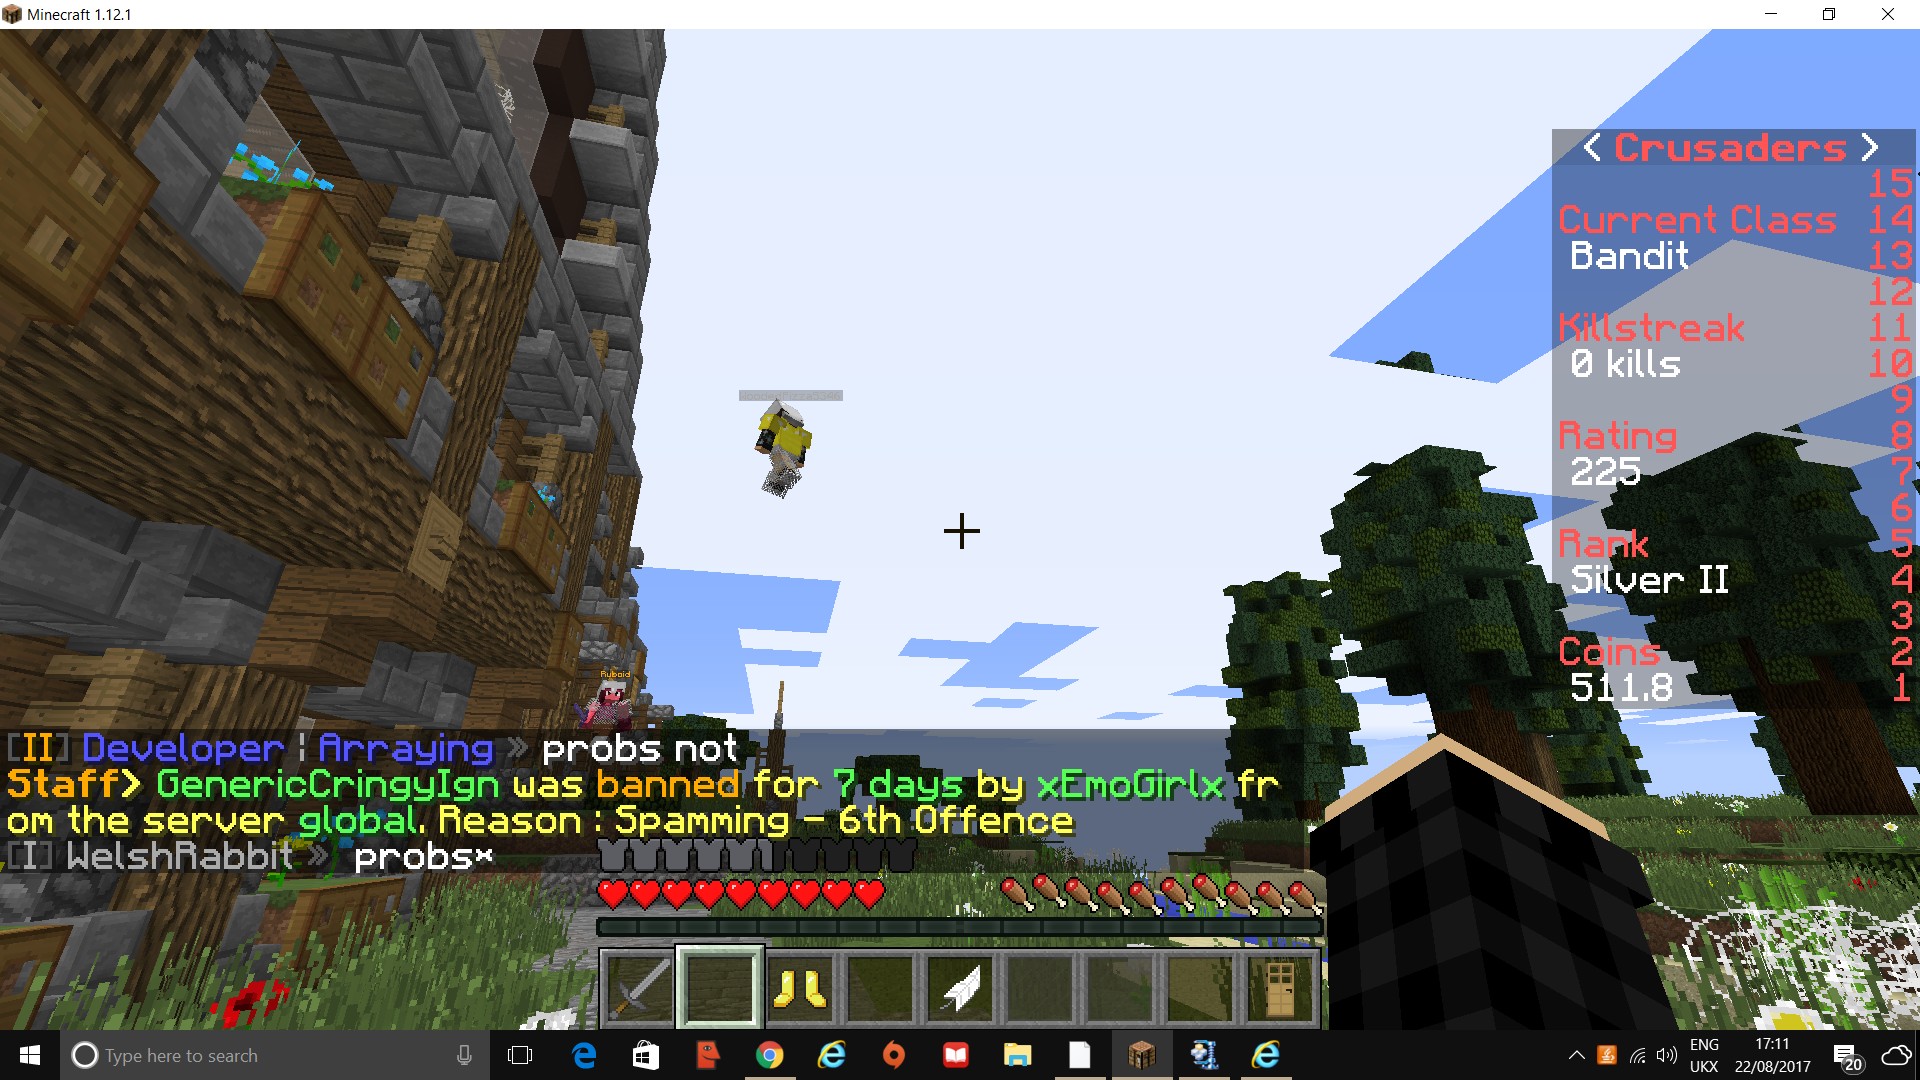 Minecraft 1.12.1
< Crusaders >
15
Current Class 14
Bandit 13
12
Killstreak 11
0 kills 10
9
Rating 8
225 7
6
Rank 5
Silver II 4
3
Coins 2
511.8 1
Ruboid
[II] Developer | Arraying » probs not
Staff> GenericCringyIgn was banned for 7 days by xEmoGirlx fr
om the server global. Reason : Spamming - 6th Offence
[I] WelshRabbit » probs*
Type here to search
ENG
UKX
17:11
22/08/2017
20